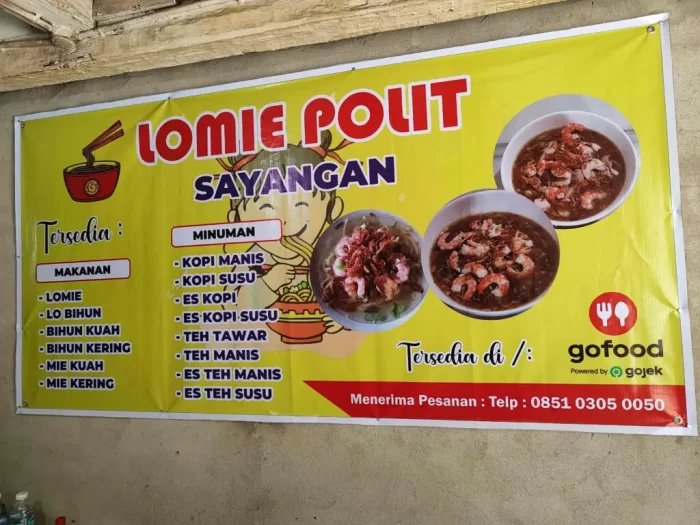 LOMIE POLIT
SAYANGAN
Tersedia :
MAKANAN
- LOMIE
- LO BIHUN
- BIHUN KUAH
- BIHUN KERING
- MIE KUAH
- MIE KERING
MINUMAN
- KOPI MANIS
- KOPI SUSU
- ES KOPI
- ES KOPI SUSU
- TEH TAWAR
- TEH MANIS
- ES TEH MANIS
- ES TEH SUSU
Tersedia di /:
gofood
Powered by gojek
Menerima Pesanan : Telp : 0851 0305 0050